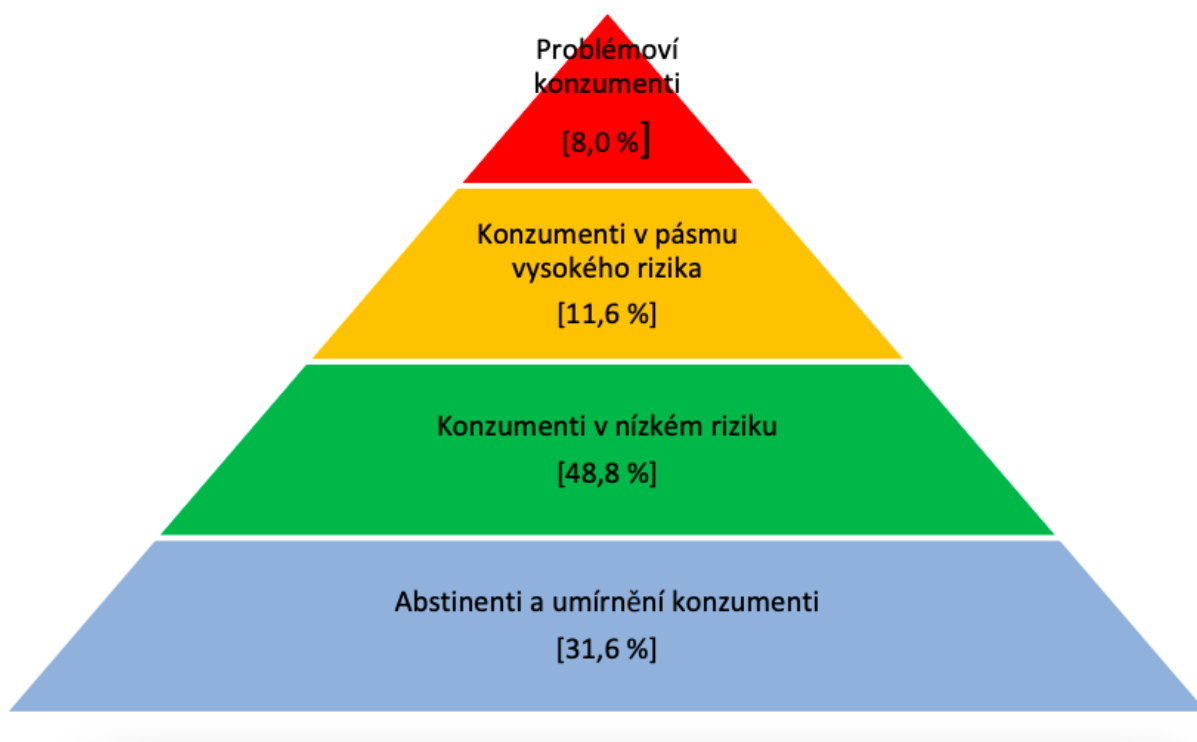 Problémoví
konzumenti
[8,0 %]
Konzumenti v pásmu
vysokého rizika
[11,6 %]
Konzumenti v nízkém riziku
[48,8 %]
Abstinenti a umírnění konzumenti
[31,6 %]